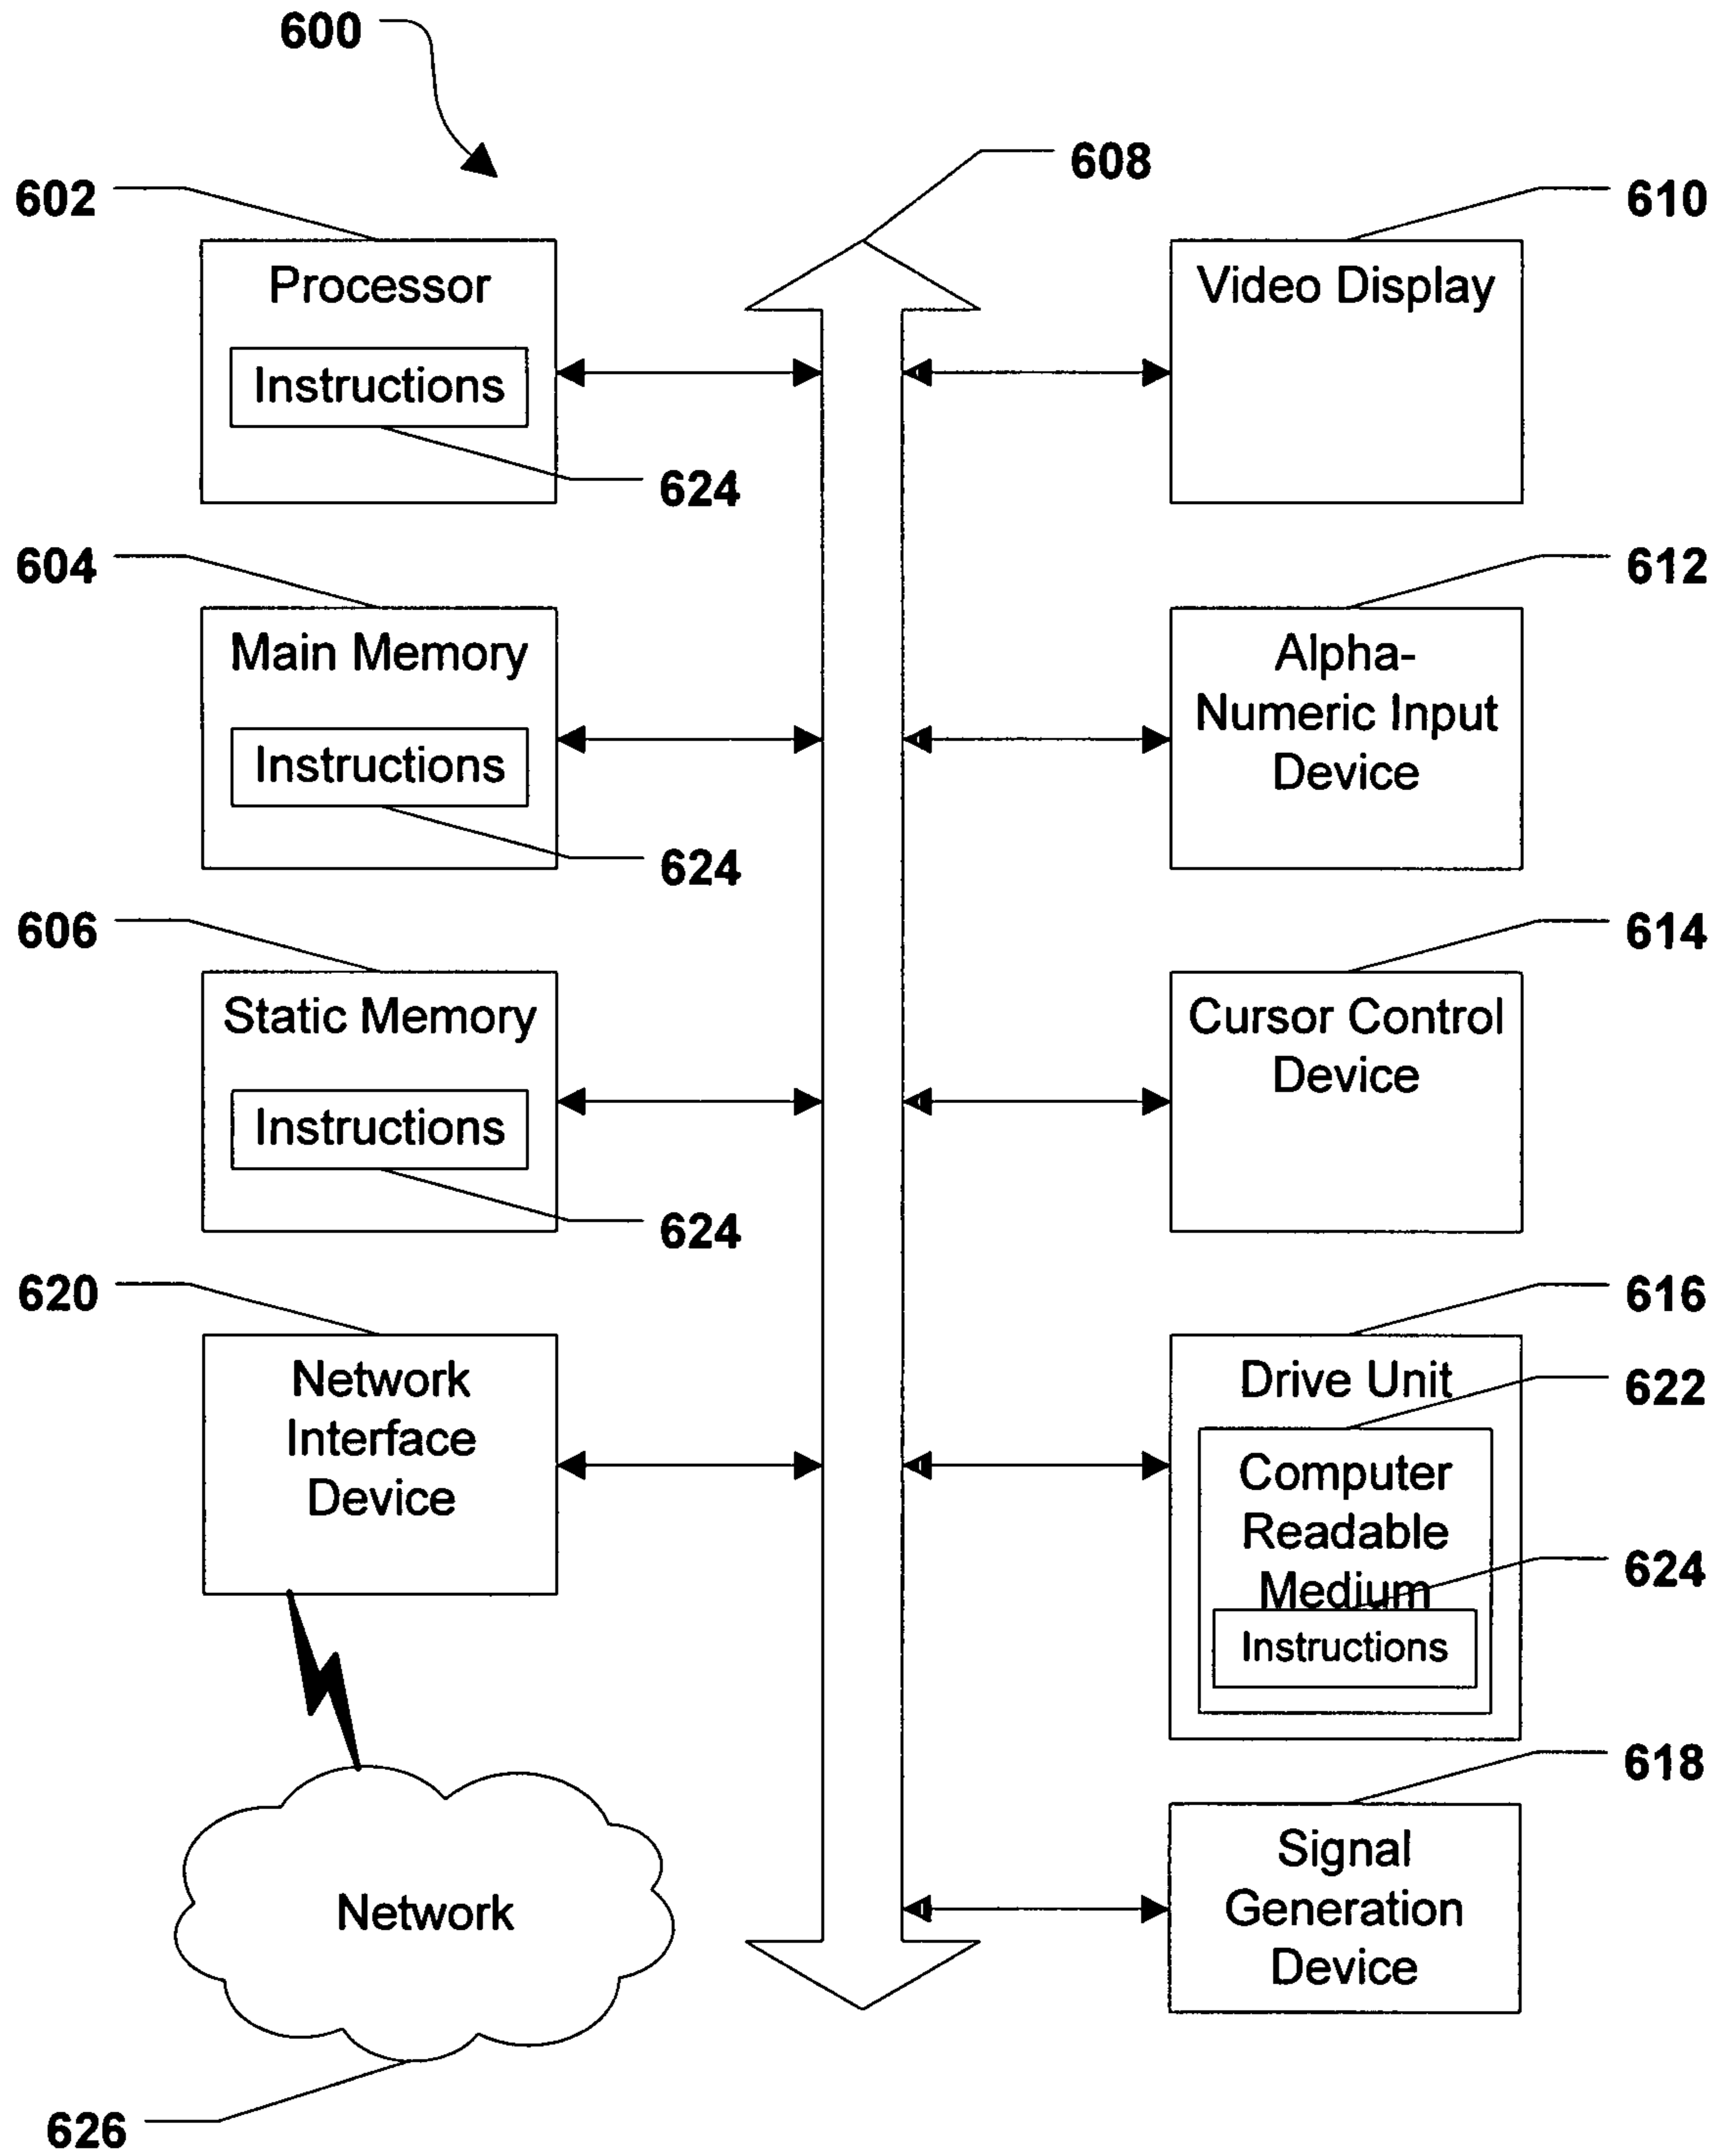 600
608
602
610
Processor
Instructions
624
Video Display
604
612
Main Memory
Instructions
624
Alpha-
Numeric Input
Device
606
614
Static Memory
Instructions
624
Cursor Control
Device
620
616
Network
Interface
Device
Drive Unit
622
Computer
Readable
Medium
624
Instructions
618
Signal
Generation
Device
Network
626